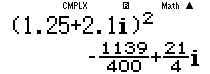 CMPLX R Math ▲
(1.25+2.1i)²
-1139/400+21/4i